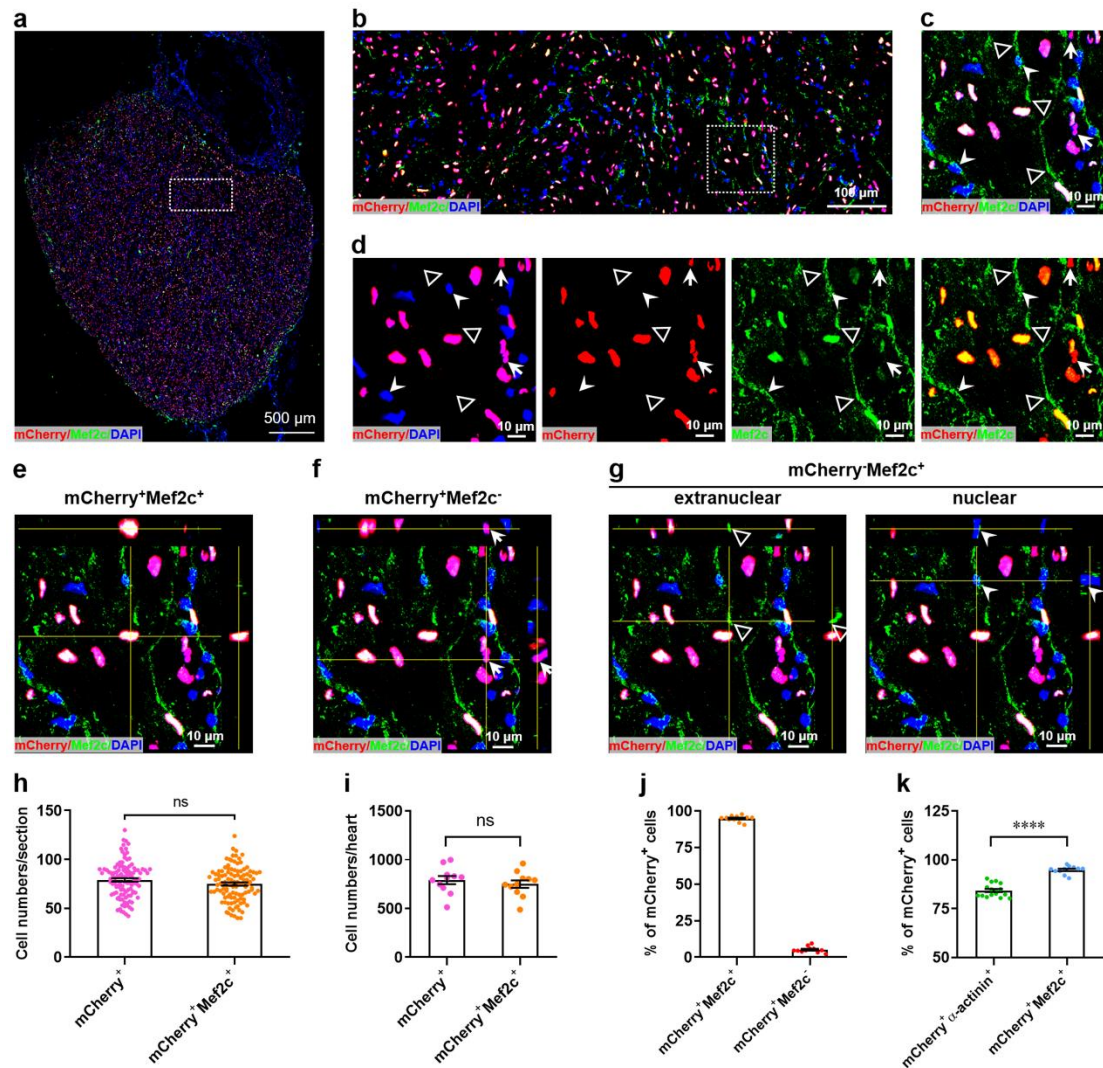 a
b
c
500 µm
mCherry/Mef2c/DAPI
100 µm
mCherry/Mef2c/DAPI
10 µm
mCherry/Mef2c/DAPI
d
10 µm
mCherry/DAPI
10 µm
mCherry
10 µm
Mef2c
10 µm
mCherry/Mef2c
e
f
g
mCherry⁺Mef2c⁺
mCherry⁺Mef2c⁻
mCherry⁻Mef2c⁺
extranuclear
nuclear
10 µm
mCherry/Mef2c/DAPI
10 µm
mCherry/Mef2c/DAPI
10 µm
mCherry/Mef2c/DAPI
10 µm
mCherry/Mef2c/DAPI
h
Cell numbers/section
150
100
50
0
ns
mCherry⁺
mCherry⁺Mef2c⁺
i
Cell numbers/heart
1500
1000
500
0
ns
mCherry⁺
mCherry⁺Mef2c⁺
j
% of mCherry⁺ cells
100
75
50
25
0
mCherry⁺Mef2c⁺
mCherry⁺Mef2c⁻
k
% of mCherry⁺ cells
125
100
75
50
****
mCherry⁺α-actinin⁺
mCherry⁺Mef2c⁺